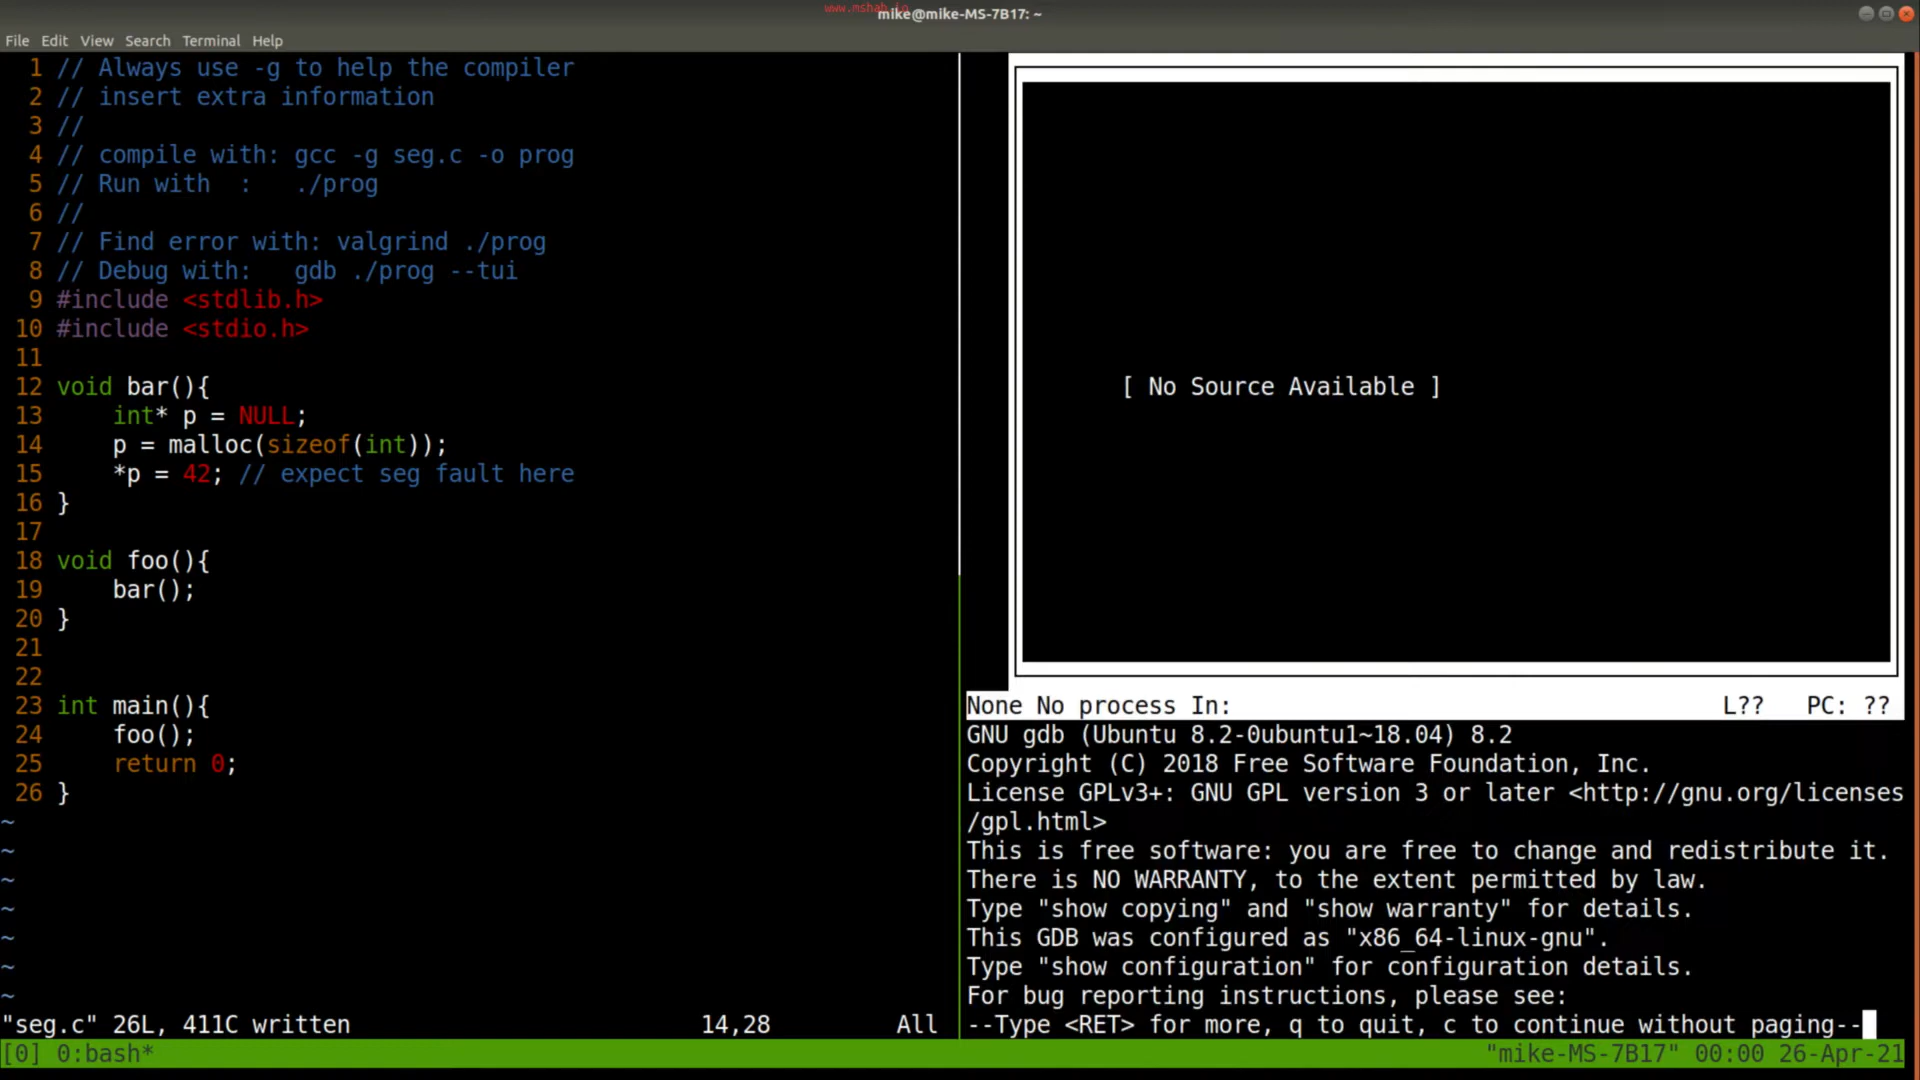 www.mshah.io
mike@mike-MS-7B17: ~
File Edit View Search Terminal Help
1 // Always use -g to help the compiler
2 // insert extra information
3 //
4 // compile with: gcc -g seg.c -o prog
5 // Run with  :   ./prog
6 //
7 // Find error with: valgrind ./prog
8 // Debug with:   gdb ./prog --tui
9 #include <stdlib.h>
10 #include <stdio.h>
11
12 void bar(){
13     int* p = NULL;
14     p = malloc(sizeof(int));
15     *p = 42; // expect seg fault here
16 }
17
18 void foo(){
19     bar();
20 }
21
22
23 int main(){
24     foo();
25     return 0;
26 }
~
~
~
~
~
~
~
"seg.c" 26L, 411C written 14,28 All
[ No Source Available ]
None No process In: L?? PC: ??
GNU gdb (Ubuntu 8.2-0ubuntu1~18.04) 8.2
Copyright (C) 2018 Free Software Foundation, Inc.
License GPLv3+: GNU GPL version 3 or later <http://gnu.org/licenses
/gpl.html>
This is free software: you are free to change and redistribute it.
There is NO WARRANTY, to the extent permitted by law.
Type "show copying" and "show warranty" for details.
This GDB was configured as "x86_64-linux-gnu".
Type "show configuration" for configuration details.
For bug reporting instructions, please see:
--Type <RET> for more, q to quit, c to continue without paging--
[0] 0:bash* "mike-MS-7B17" 00:00 26-Apr-21